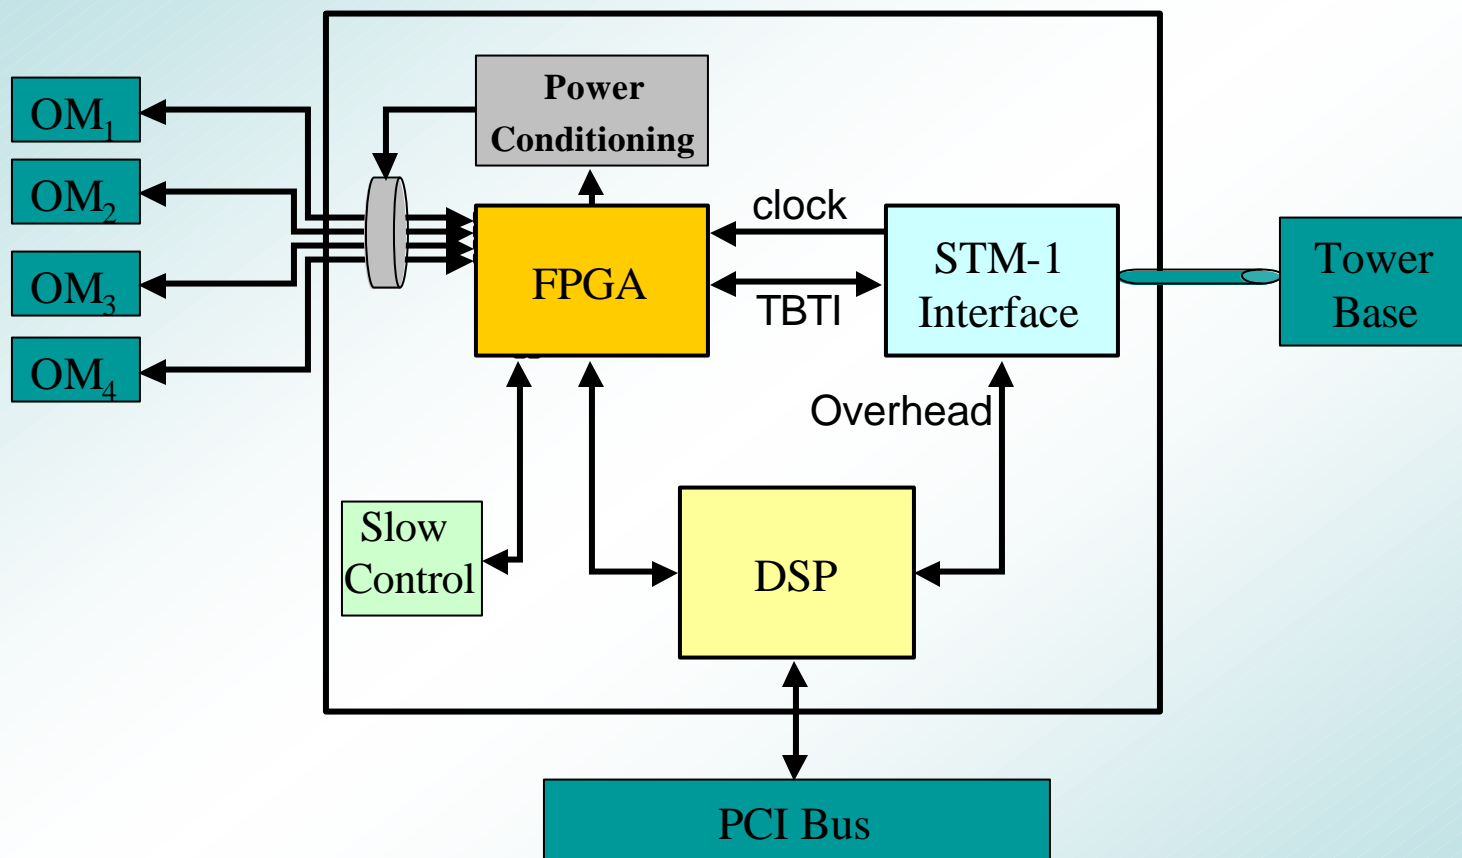 Power
Conditioning
OM1
OM2
OM3
OM4
clock
FPGA
TBTI
STM-1
Interface
Tower
Base
Overhead
Slow
Control
DSP
PCI Bus